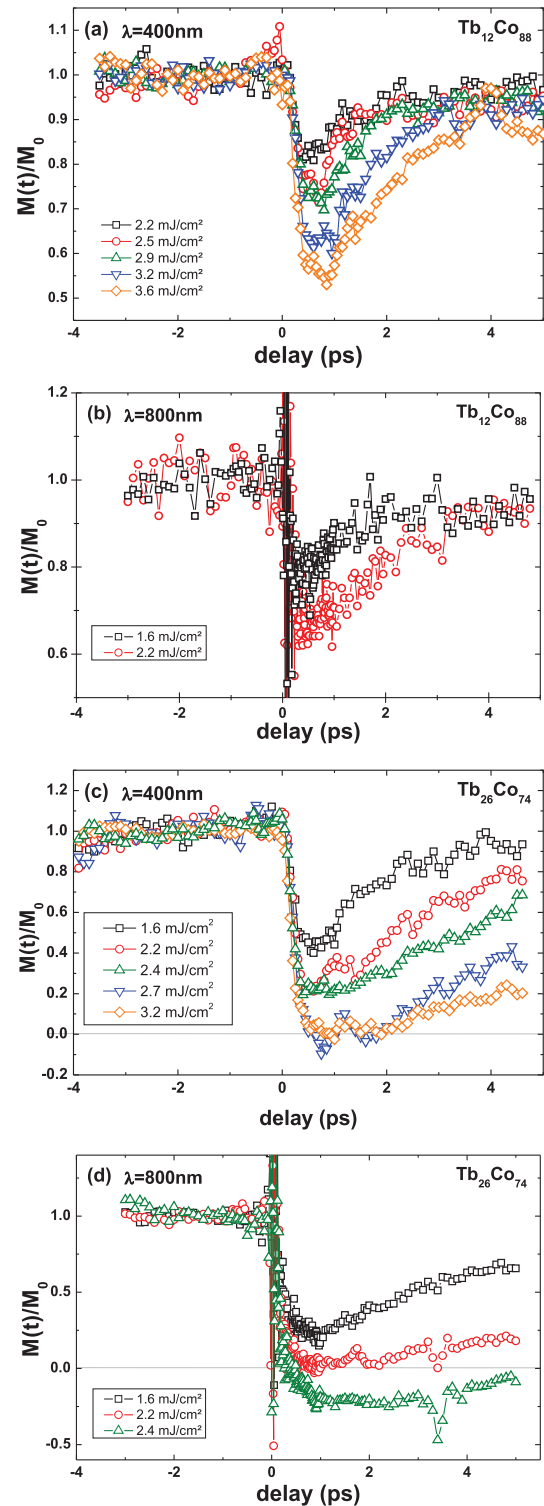 (a) λ=400nm Tb₁₂Co₈₈
1.1
1.0
0.9
0.8
0.7
0.6
0.5
M(t)/M₀
2.2 mJ/cm²
2.5 mJ/cm²
2.9 mJ/cm²
3.2 mJ/cm²
3.6 mJ/cm²
-4 -2 0 2 4
delay (ps)
(b) λ=800nm Tb₁₂Co₈₈
1.2
1.0
0.8
0.6
M(t)/M₀
1.6 mJ/cm²
2.2 mJ/cm²
-4 -2 0 2 4
delay (ps)
(c) λ=400nm Tb₂₆Co₇₄
1.2
1.0
0.8
0.6
0.4
0.2
0.0
-0.2
M(t)/M₀
1.6 mJ/cm²
2.2 mJ/cm²
2.4 mJ/cm²
2.7 mJ/cm²
3.2 mJ/cm²
-4 -2 0 2 4
delay (ps)
(d) λ=800nm Tb₂₆Co₇₄
1.0
0.5
0.0
-0.5
M(t)/M₀
1.6 mJ/cm²
2.2 mJ/cm²
2.4 mJ/cm²
-4 -2 0 2 4
delay (ps)